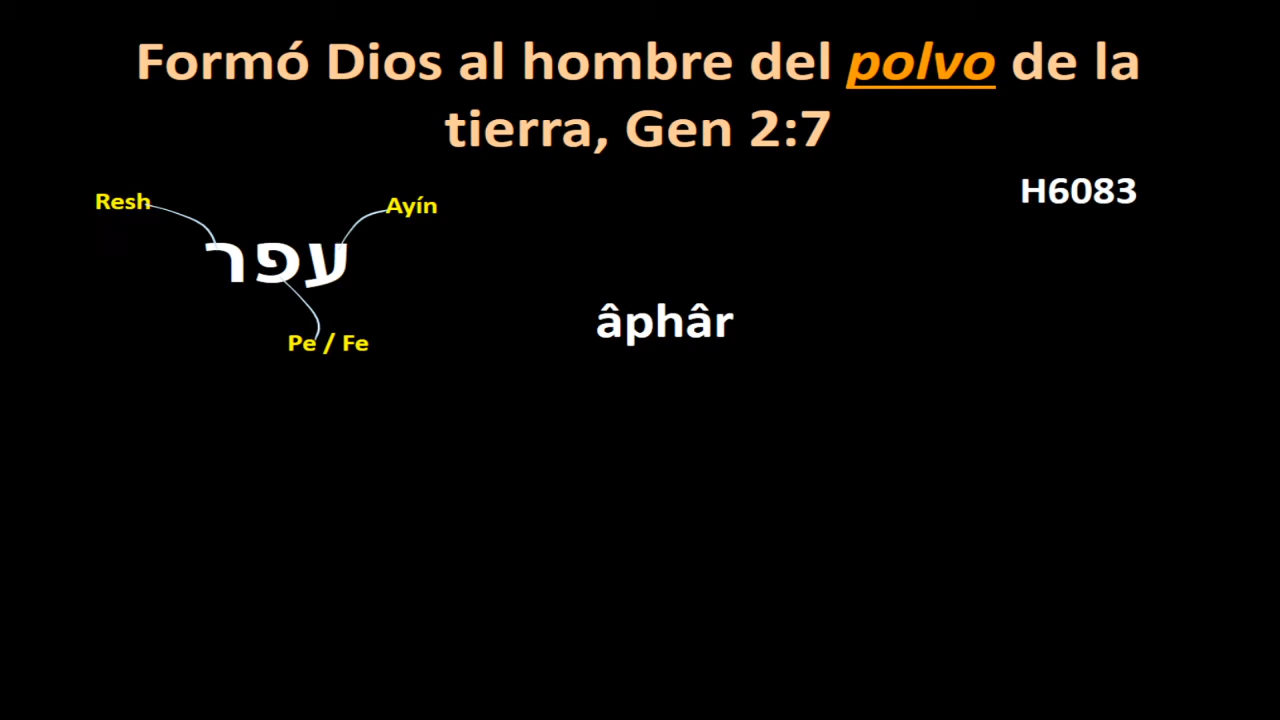 Formó Dios al hombre del polvo de la
tierra, Gen 2:7
H6083
Resh
Ayín
עפר
âphâr
Pe / Fe